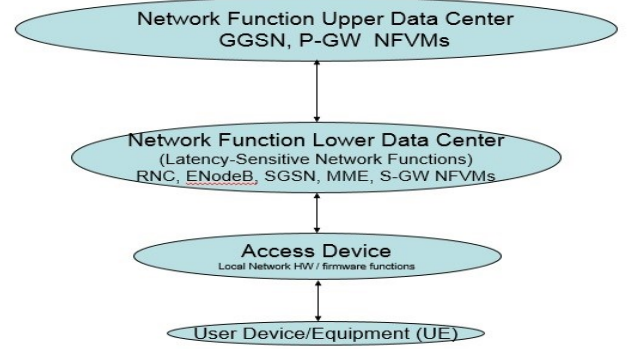 Network Function Upper Data Center
GGSN, P-GW NFVMs
Network Function Lower Data Center
(Latency-Sensitive Network Functions)
RNC, ENodeB, SGSN, MME, S-GW NFVMs
Access Device
Local Network HW / firmware functions
User Device/Equipment (UE)